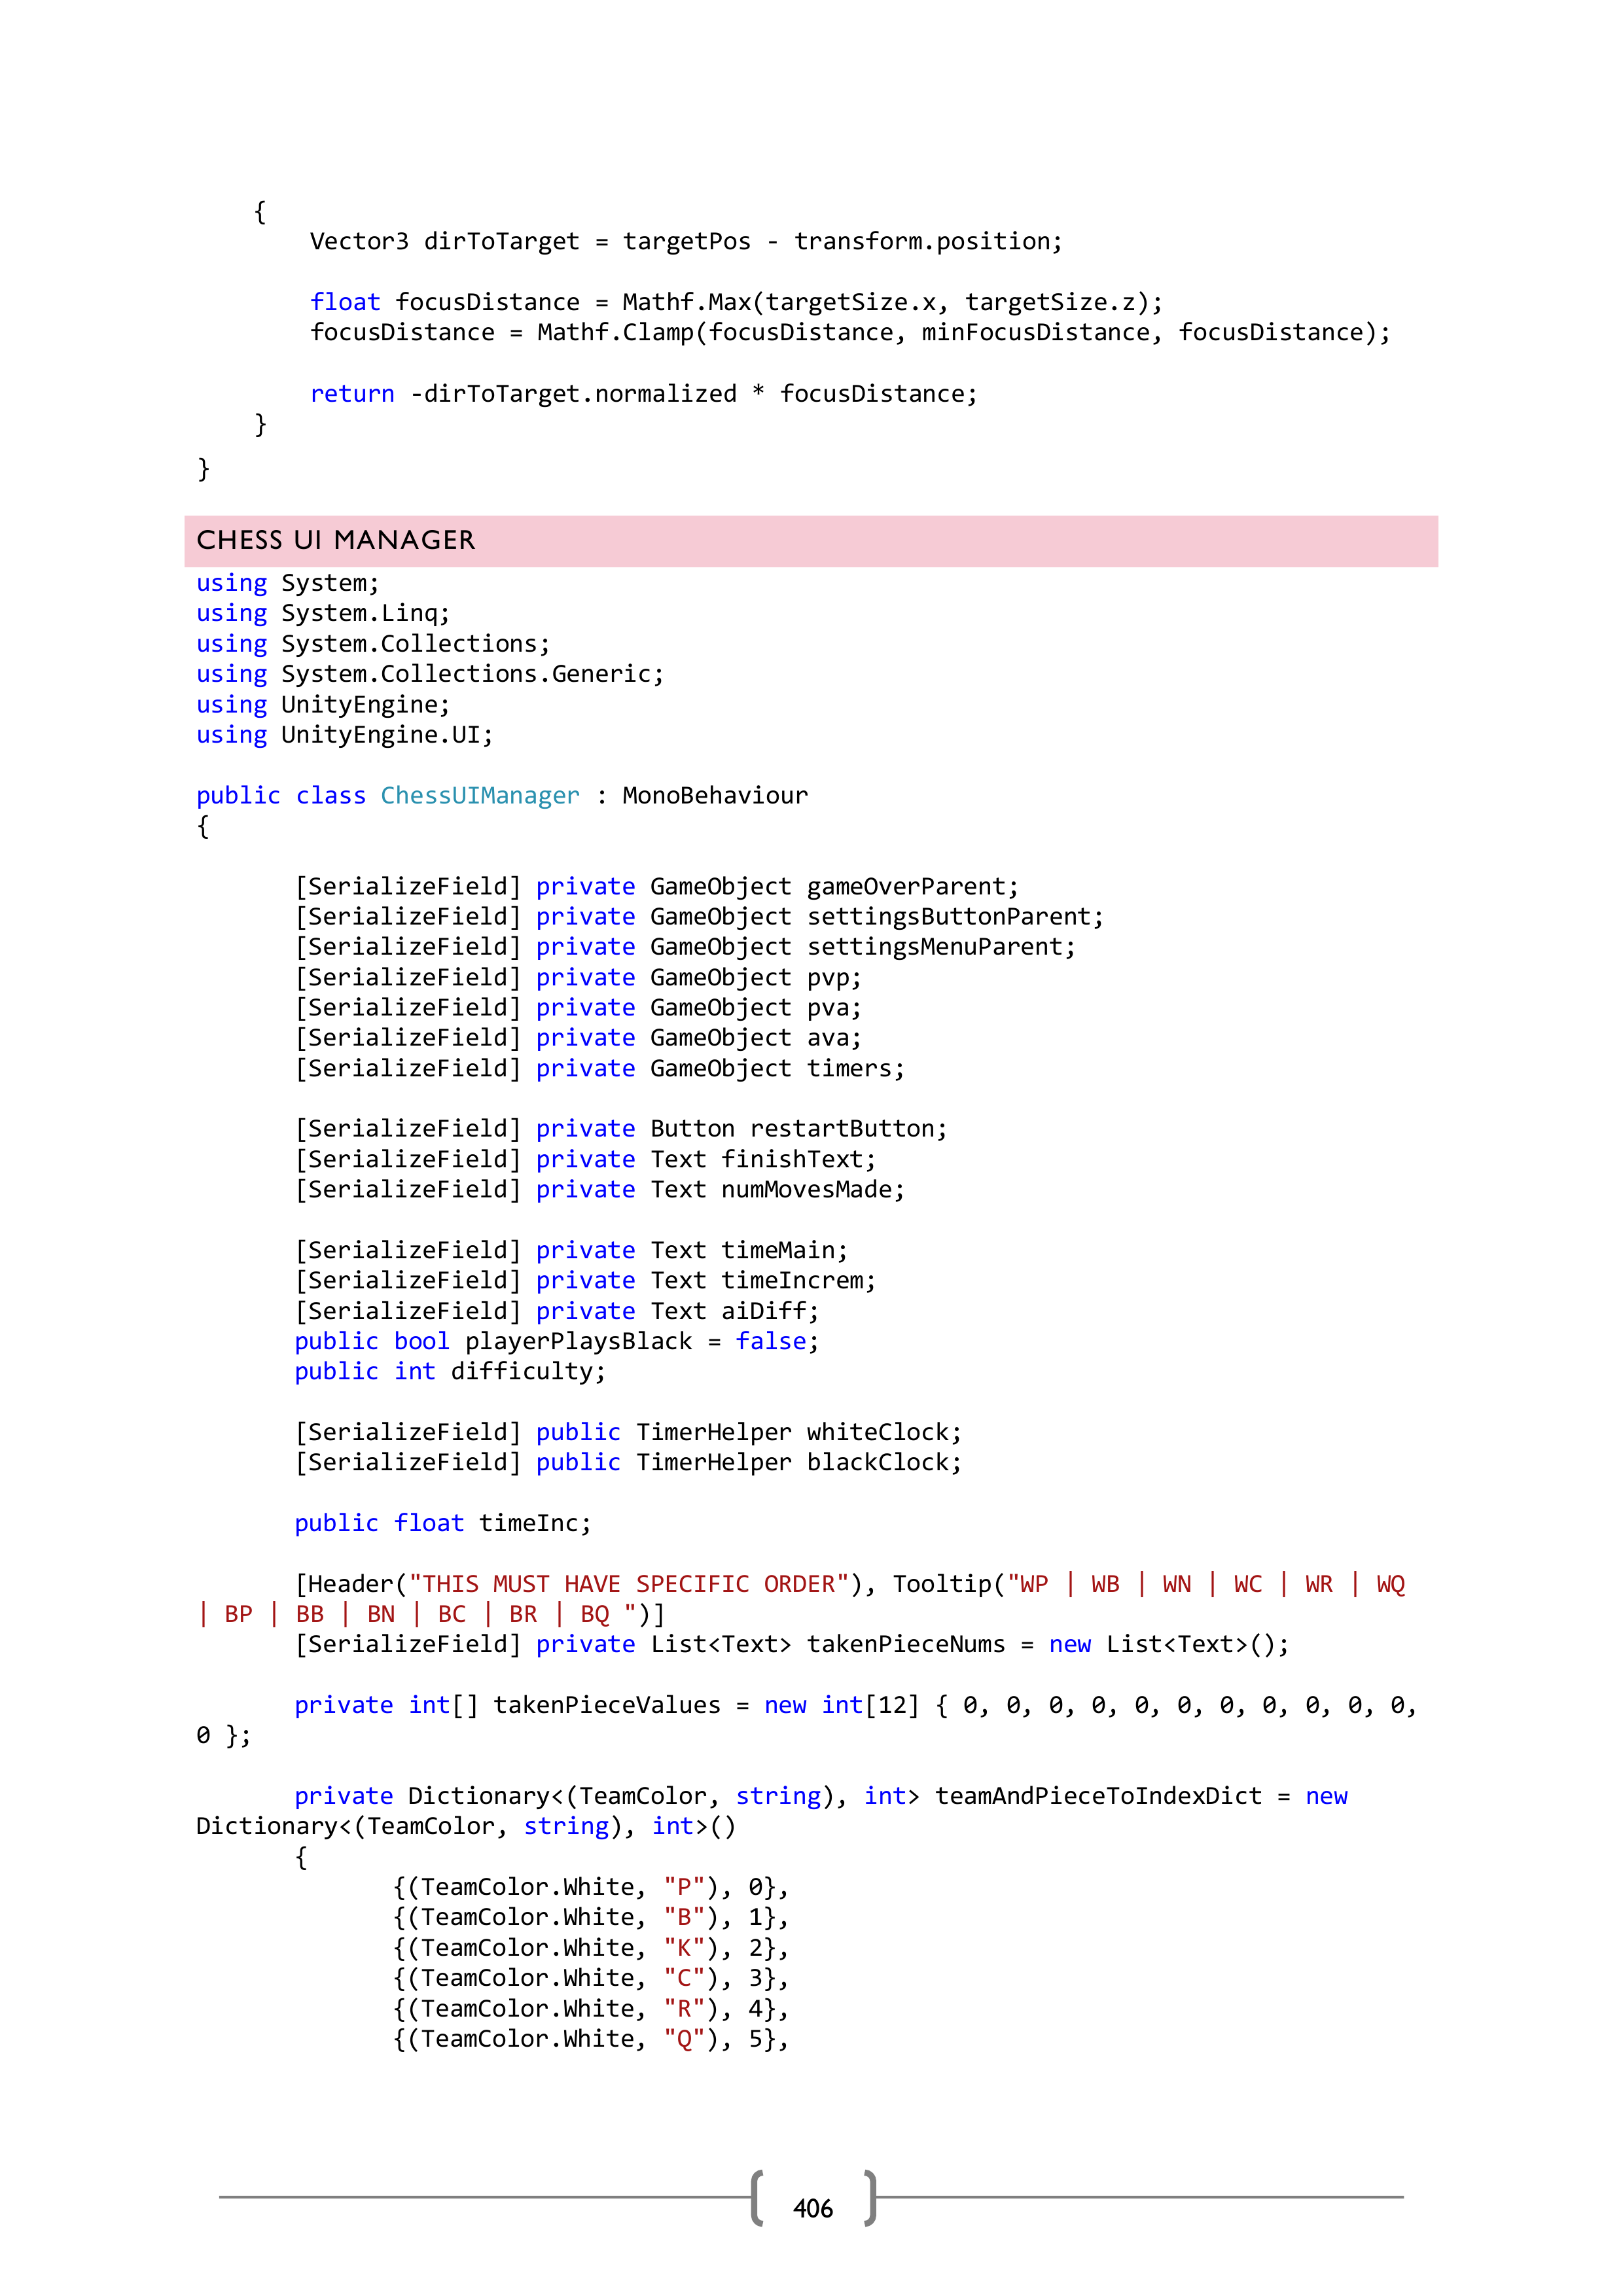 {
        Vector3 dirToTarget = targetPos - transform.position;

        float focusDistance = Mathf.Max(targetSize.x, targetSize.z);
        focusDistance = Mathf.Clamp(focusDistance, minFocusDistance, focusDistance);

        return -dirToTarget.normalized * focusDistance;
    }
}
CHESS UI MANAGER
using System;
using System.Linq;
using System.Collections;
using System.Collections.Generic;
using UnityEngine;
using UnityEngine.UI;

public class ChessUIManager : MonoBehaviour
{

       [SerializeField] private GameObject gameOverParent;
       [SerializeField] private GameObject settingsButtonParent;
       [SerializeField] private GameObject settingsMenuParent;
       [SerializeField] private GameObject pvp;
       [SerializeField] private GameObject pva;
       [SerializeField] private GameObject ava;
       [SerializeField] private GameObject timers;

       [SerializeField] private Button restartButton;
       [SerializeField] private Text finishText;
       [SerializeField] private Text numMovesMade;

       [SerializeField] private Text timeMain;
       [SerializeField] private Text timeIncrem;
       [SerializeField] private Text aiDiff;
       public bool playerPlaysBlack = false;
       public int difficulty;

       [SerializeField] public TimerHelper whiteClock;
       [SerializeField] public TimerHelper blackClock;

       public float timeInc;

       [Header("THIS MUST HAVE SPECIFIC ORDER"), Tooltip("WP | WB | WN | WC | WR | WQ
| BP | BB | BN | BC | BR | BQ ")]
       [SerializeField] private List<Text> takenPieceNums = new List<Text>();

       private int[] takenPieceValues = new int[12] { 0, 0, 0, 0, 0, 0, 0, 0, 0, 0, 0,
0 };

       private Dictionary<(TeamColor, string), int> teamAndPieceToIndexDict = new
Dictionary<(TeamColor, string), int>()
       {
              {(TeamColor.White, "P"), 0},
              {(TeamColor.White, "B"), 1},
              {(TeamColor.White, "K"), 2},
              {(TeamColor.White, "C"), 3},
              {(TeamColor.White, "R"), 4},
              {(TeamColor.White, "Q"), 5},
406